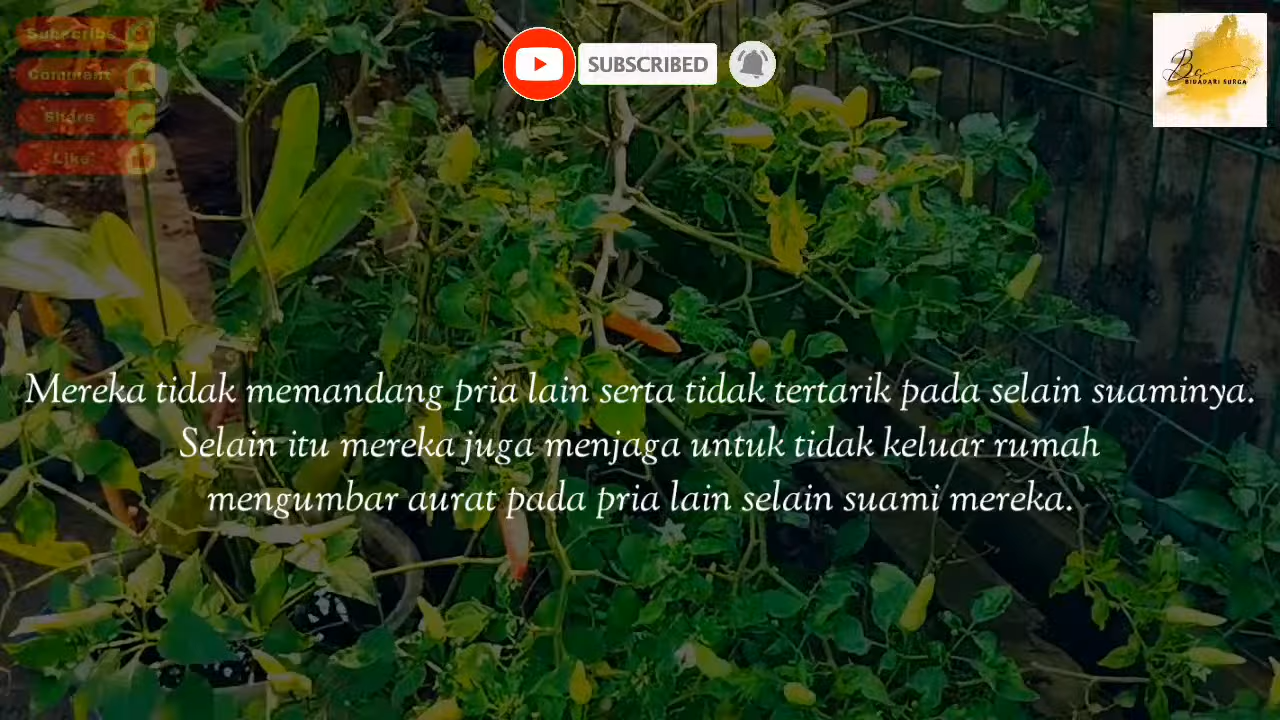 Subscribe
Comment
Share
Like
SUBSCRIBED
BIDADARI SURGA
Mereka tidak memandang pria lain serta tidak tertarik pada selain suaminya.
Selain itu mereka juga menjaga untuk tidak keluar rumah
mengumbar aurat pada pria lain selain suami mereka.